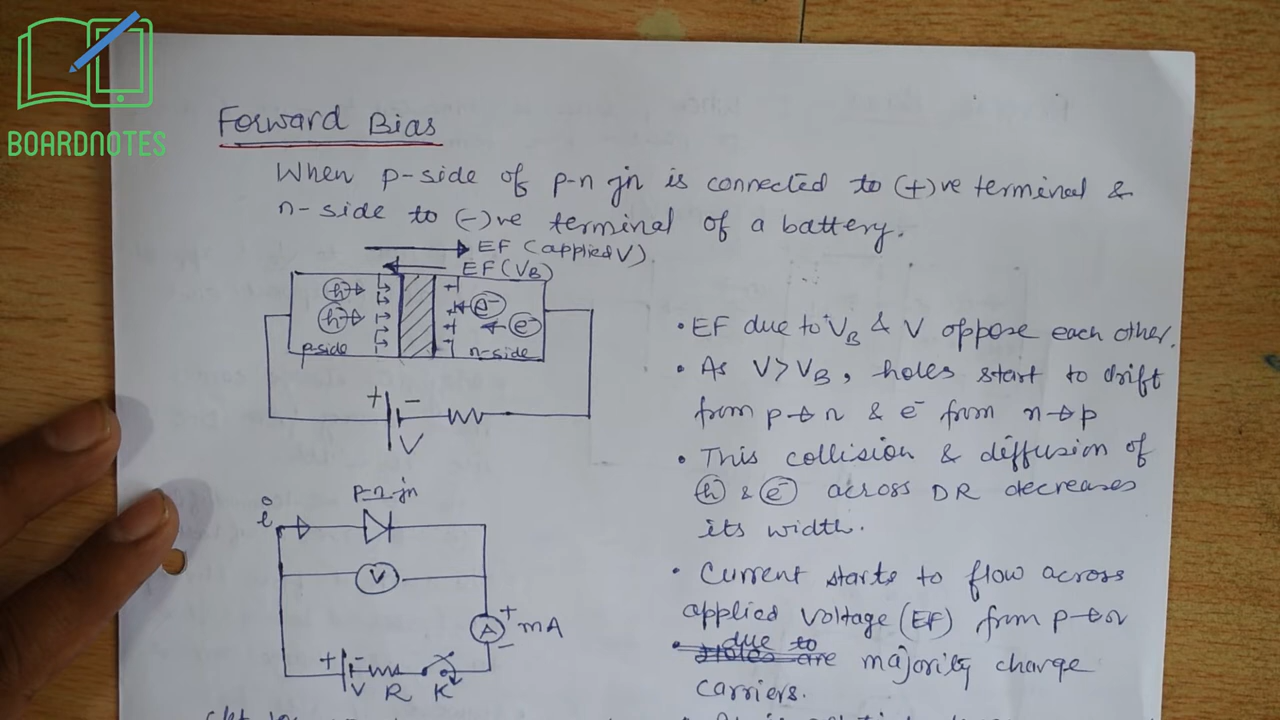 BOARDNOTES
Forward Bias
When p-side of p-n jn is connected to (+)ve terminal &
n-side to (-)ve terminal of a battery.
EF (applied V)
EF (VB)
h h
e⁻ e⁻
p-side n-side
+ -
V
• EF due to VB & V oppose each other.
• As V > VB, holes start to drift
from p→n & e⁻ from n→p
• This collision & diffusion of
h & e⁻ across DR decreases
its width.
• Current starts to flow across
applied voltage (EF) from p→n
due to
• majority charge
carriers.
p-n-jn
i
V
+
A mA
-
+ -
V R K